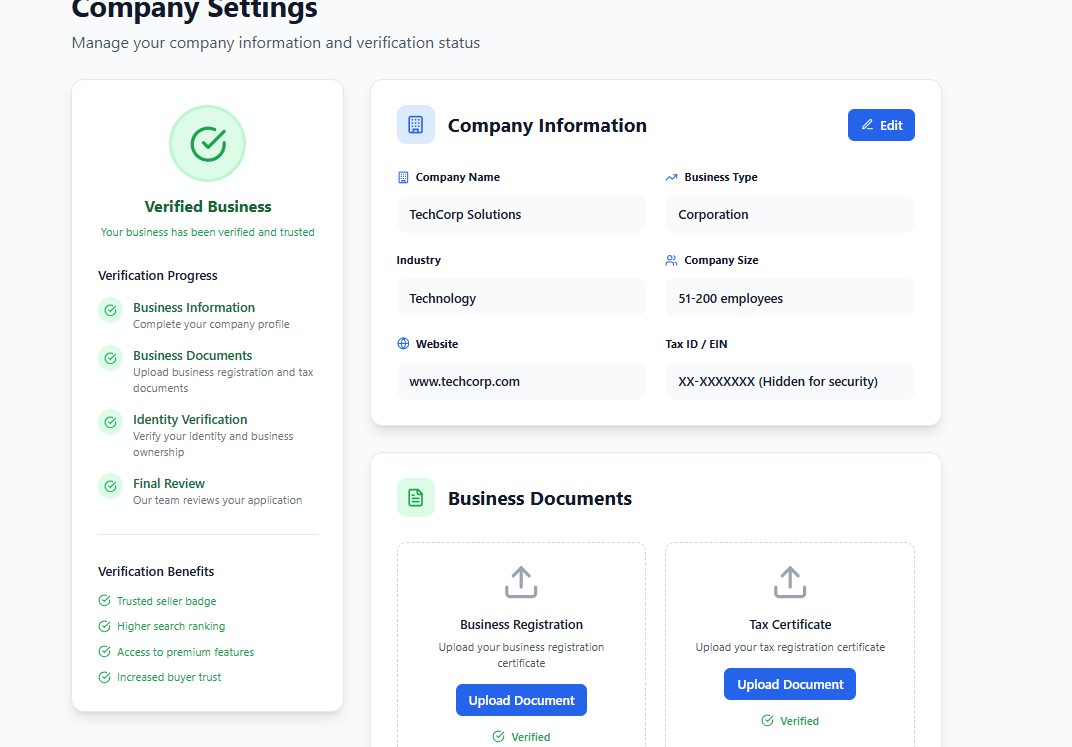 Company Settings
Manage your company information and verification status
Verified Business
Your business has been verified and trusted
Verification Progress
Business Information
Complete your company profile
Business Documents
Upload business registration and tax
documents
Identity Verification
Verify your identity and business
ownership
Final Review
Our team reviews your application
Verification Benefits
Trusted seller badge
Higher search ranking
Access to premium features
Increased buyer trust
Company Information
Edit
Company Name
Business Type
TechCorp Solutions
Corporation
Industry
Company Size
Technology
51-200 employees
Website
Tax ID / EIN
www.techcorp.com
XX-XXXXXXX (Hidden for security)
Business Documents
Business Registration
Upload your business registration
certificate
Upload Document
Verified
Tax Certificate
Upload your tax registration certificate
Upload Document
Verified